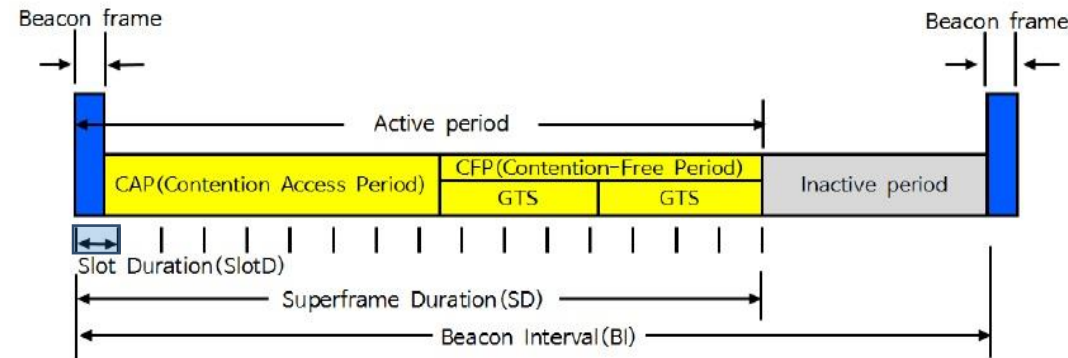 Beacon frame
Beacon frame
Active period
CFP(Contention-Free Period)
CAP(Contention Access Period)
Inactive period
GTS
GTS
Slot Duration(SlotD)
Superframe Duration(SD)
Beacon Interval(BI)